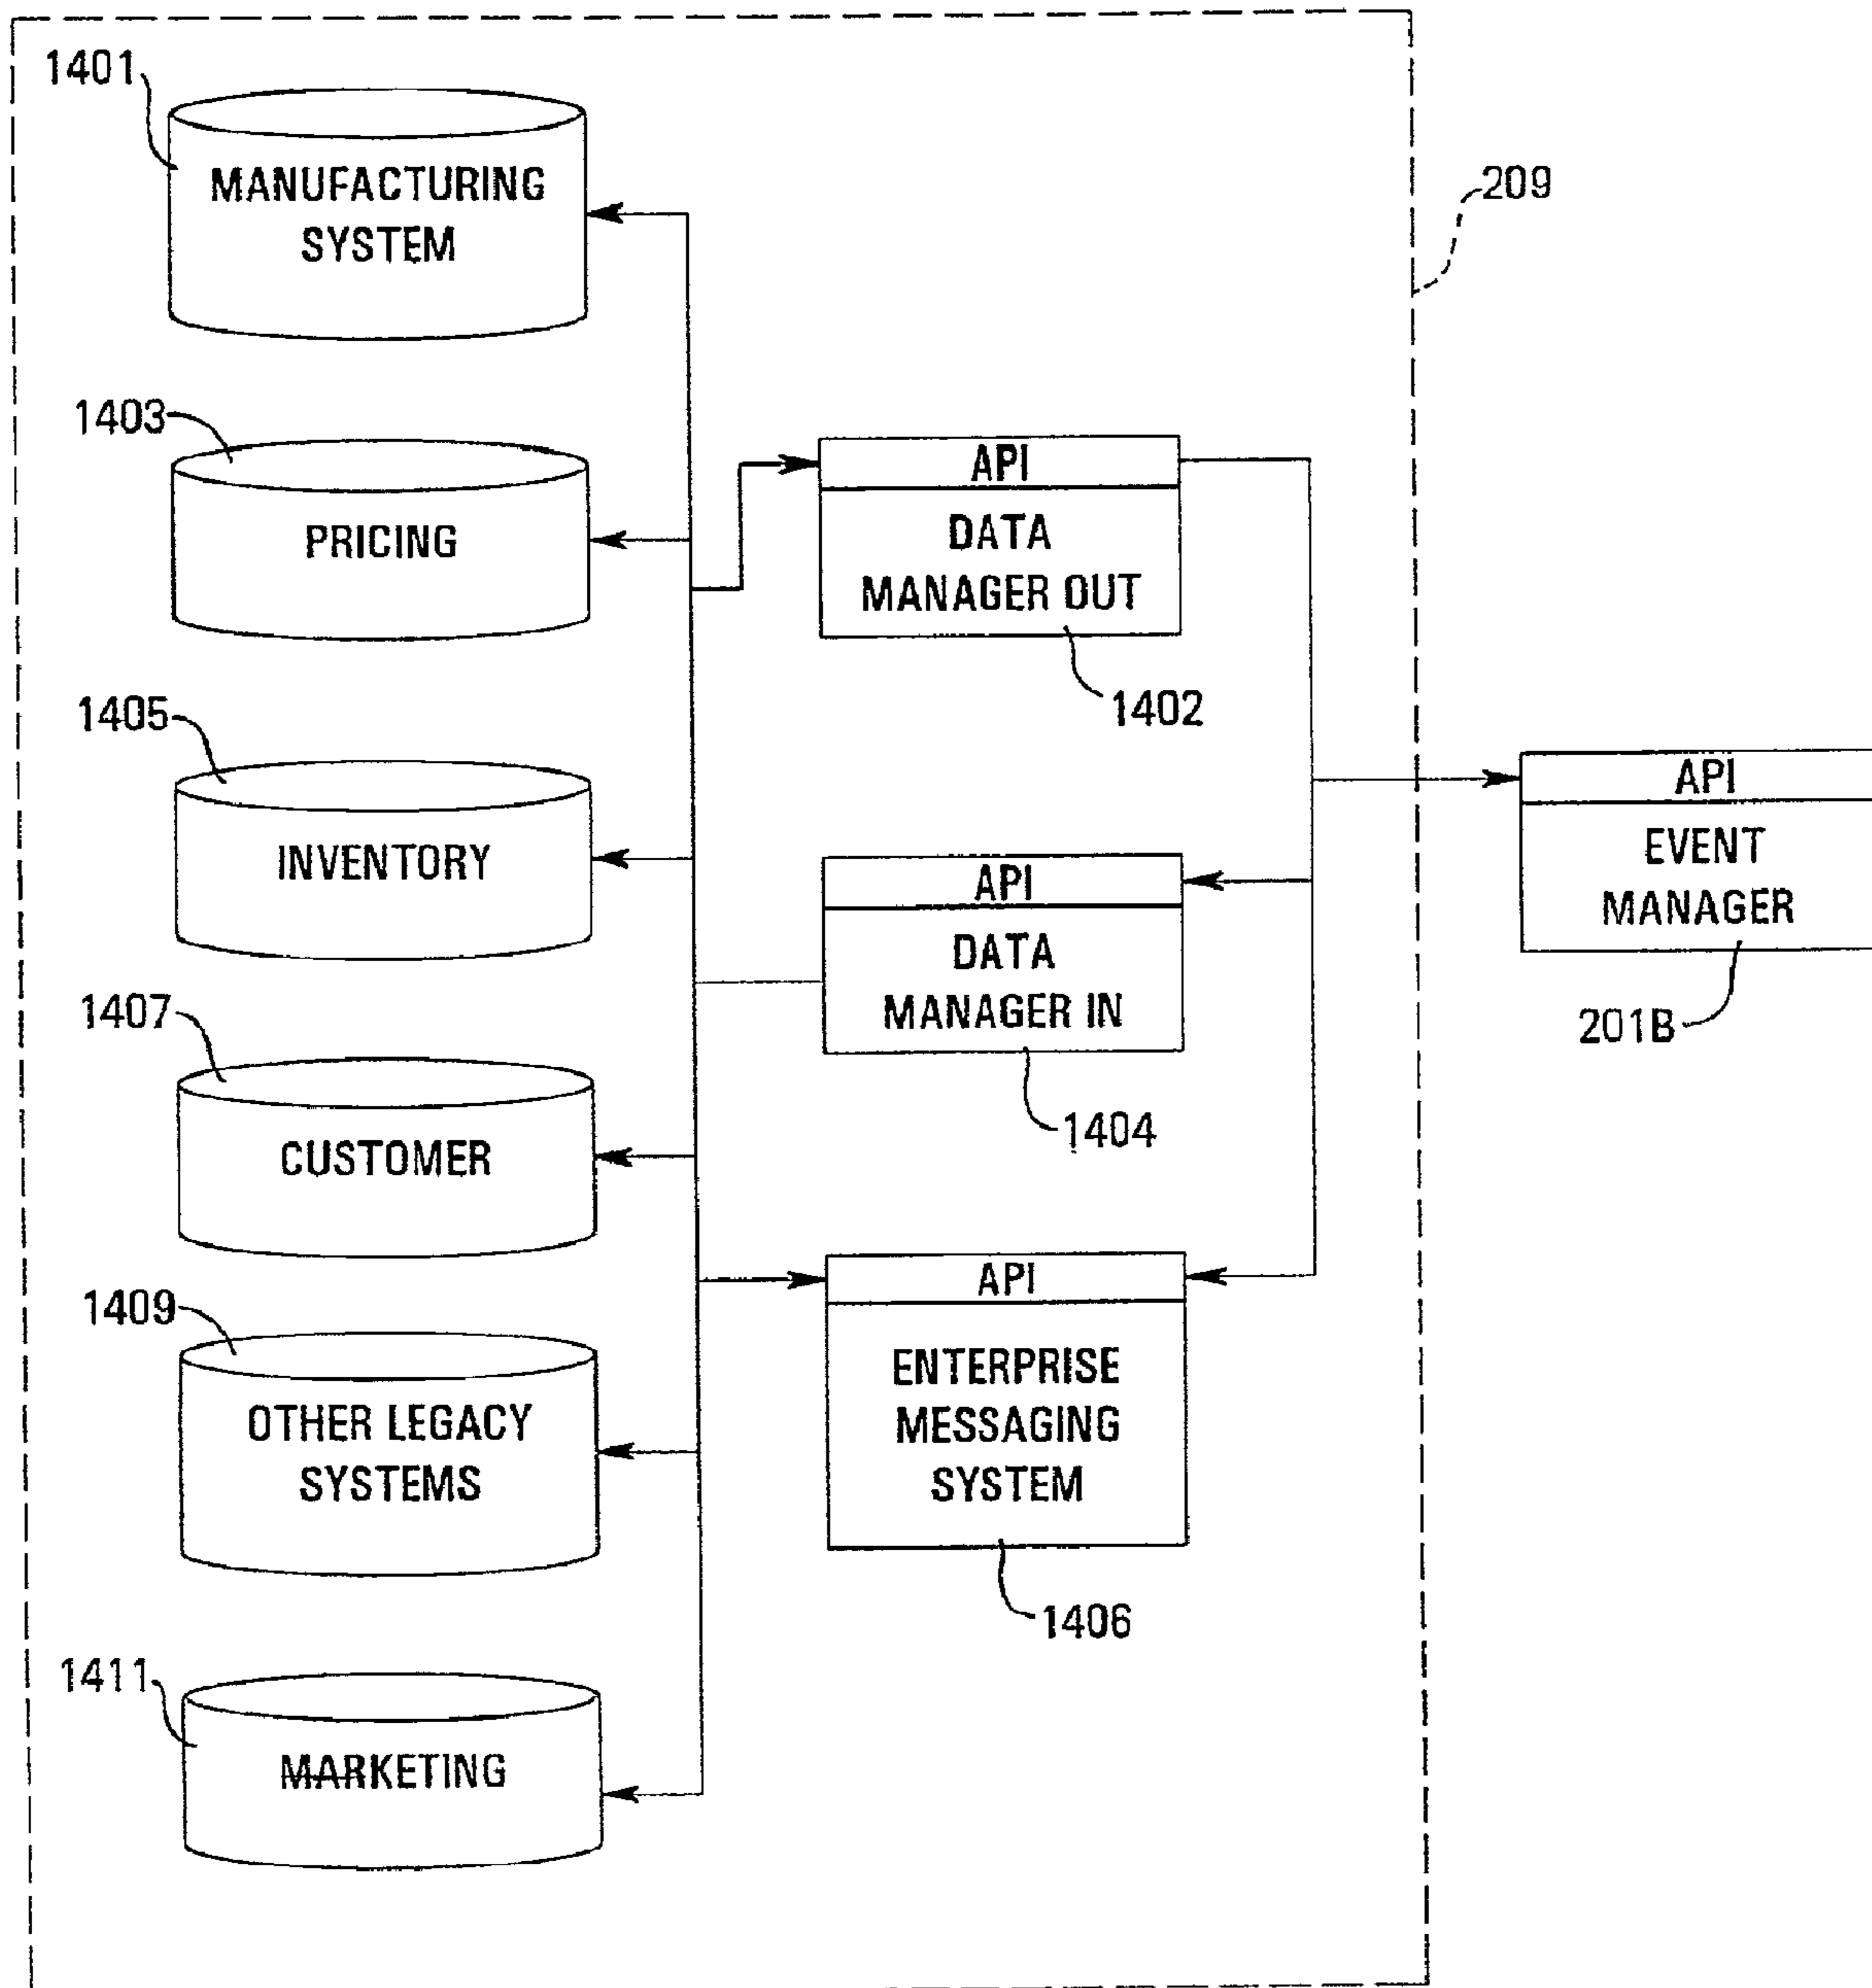 1401
MANUFACTURING
SYSTEM
209
1403
PRICING
API
DATA
MANAGER OUT
1402
1405
INVENTORY
API
DATA
MANAGER IN
1404
API
EVENT
MANAGER
201B
1407
CUSTOMER
1409
OTHER LEGACY
SYSTEMS
API
ENTERPRISE
MESSAGING
SYSTEM
1406
1411
MARKETING